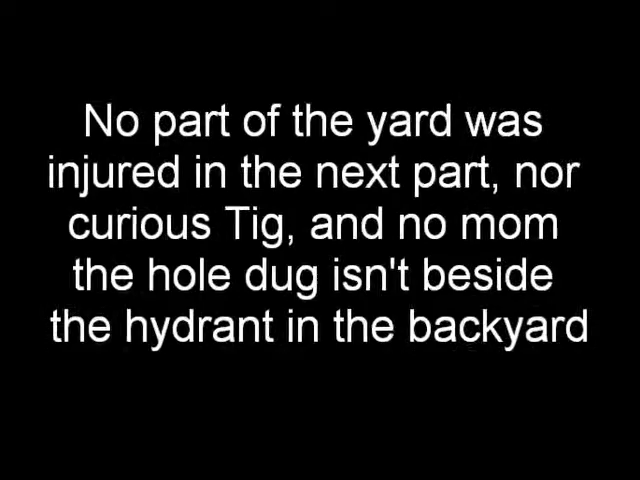 No part of the yard was
injured in the next part, nor
curious Tig, and no mom
the hole dug isn't beside
the hydrant in the backyard